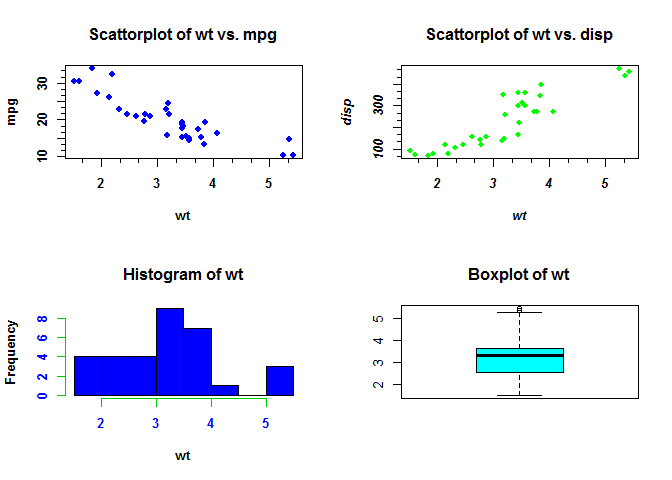 Scattorplot of wt vs. mpg
mpg
10 20 30
2 3 4 5
wt
Scattorplot of wt vs. disp
disp
100 300
2 3 4 5
wt
Histogram of wt
Frequency
0 2 4 6 8
2 3 4 5
wt
Boxplot of wt
2 3 4 5